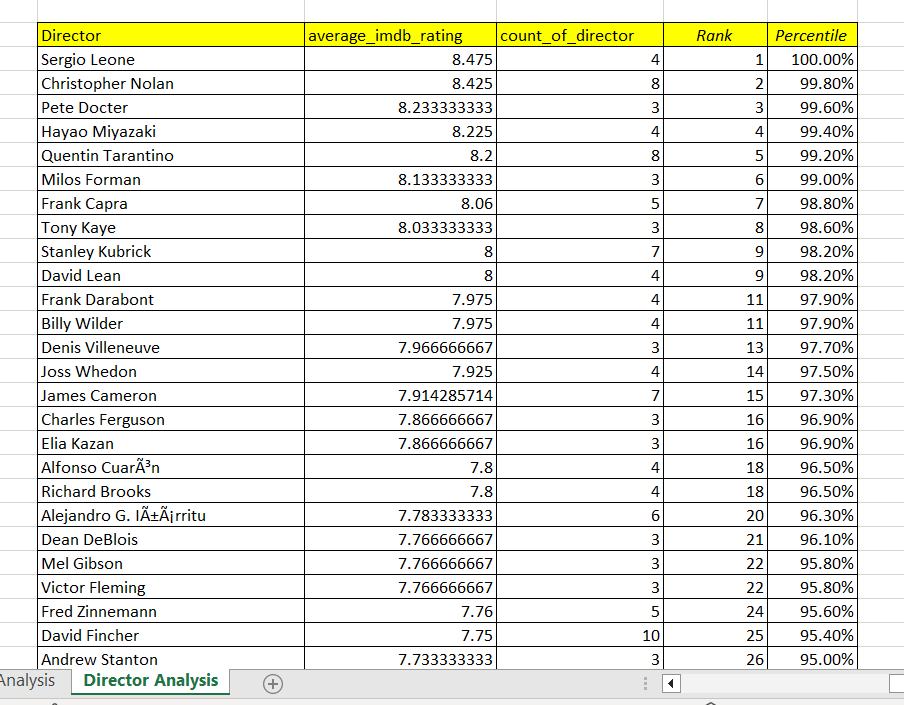 Director average_imdb_rating count_of_director Rank Percentile
Sergio Leone 8.475 4 1 100.00%
Christopher Nolan 8.425 8 2 99.80%
Pete Docter 8.233333333 3 3 99.60%
Hayao Miyazaki 8.225 4 4 99.40%
Quentin Tarantino 8.2 8 5 99.20%
Milos Forman 8.133333333 3 6 99.00%
Frank Capra 8.06 5 7 98.80%
Tony Kaye 8.033333333 3 8 98.60%
Stanley Kubrick 8 7 9 98.20%
David Lean 8 4 9 98.20%
Frank Darabont 7.975 4 11 97.90%
Billy Wilder 7.975 4 11 97.90%
Denis Villeneuve 7.966666667 3 13 97.70%
Joss Whedon 7.925 4 14 97.50%
James Cameron 7.914285714 7 15 97.30%
Charles Ferguson 7.866666667 3 16 96.90%
Elia Kazan 7.866666667 3 16 96.90%
Alfonso CuarÃ³n 7.8 4 18 96.50%
Richard Brooks 7.8 4 18 96.50%
Alejandro G. IÃ±Ã¡rritu 7.783333333 6 20 96.30%
Dean DeBlois 7.766666667 3 21 96.10%
Mel Gibson 7.766666667 3 22 95.80%
Victor Fleming 7.766666667 3 22 95.80%
Fred Zinnemann 7.76 5 24 95.60%
David Fincher 7.75 10 25 95.40%
Andrew Stanton 7.733333333 3 26 95.00%
Analysis Director Analysis